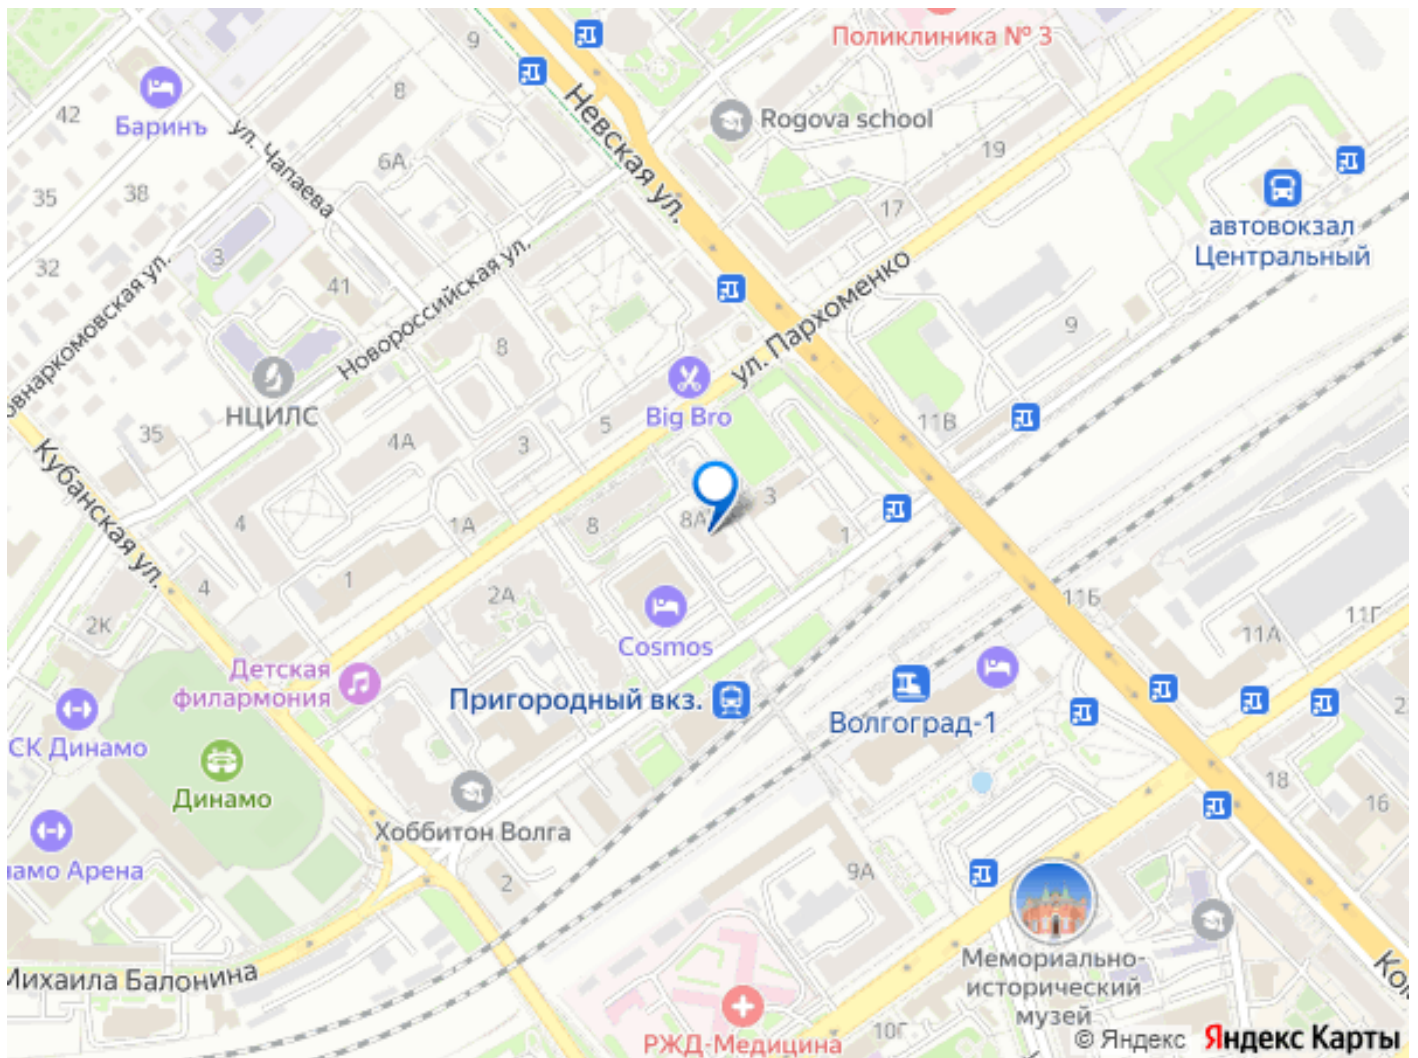 9
Поликлиника № 3
42
Баринъ
8
Невская ул.
Rogova school
19
ул. Чапаева
6А
35
38
17
автовокзал
Центральный
3
32
41
Новороссийская ул.
8
ул. Пархоменко
9
НЦИЛС
Big Bro
11В
35
4А
3
5
Кубанская ул.
4
1А
8
8А
3
1
4
1
2А
2К
11Б
11А
11Г
Cosmos
Детская
филармония
Пригородный вкз.
Волгоград-1
СК Динамо
Динамо
18
16
Хоббитон Волга
2
9А
Мемориально-
исторический
музей
Михаила Балонина
10Г
РЖД-Медицина
© Яндекс Яндекс Карты